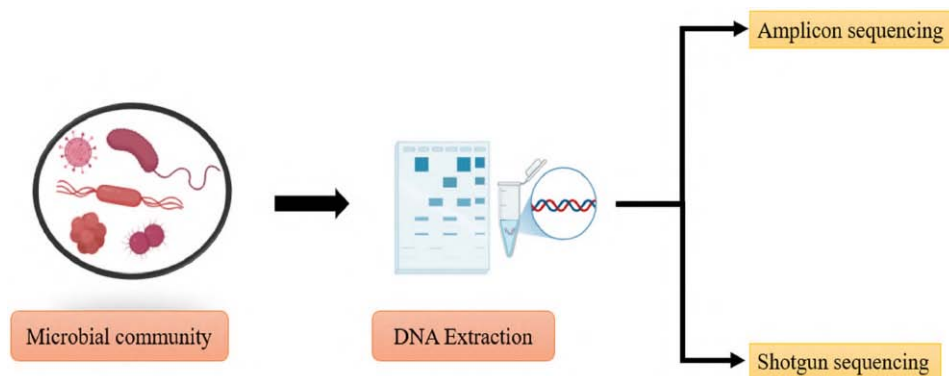 Amplicon sequencing
Microbial community
DNA Extraction
Shotgun sequencing